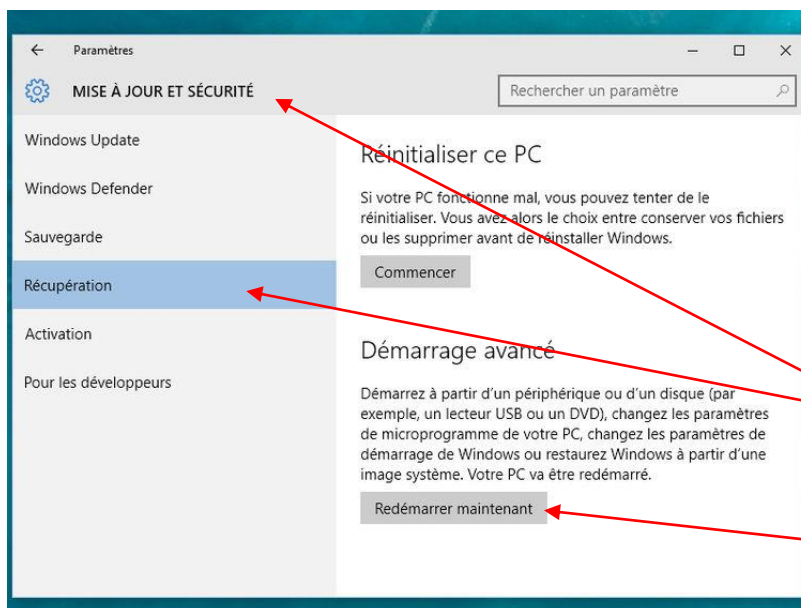 Paramètres
MISE À JOUR ET SÉCURITÉ
Rechercher un paramètre
Windows Update
Windows Defender
Sauvegarde
Récupération
Activation
Pour les développeurs
Réinitialiser ce PC
Si votre PC fonctionne mal, vous pouvez tenter de le
réinitialiser. Vous avez alors le choix entre conserver vos fichiers
ou les supprimer avant de réinstaller Windows.
Commencer
Démarrage avancé
Démarrez à partir d'un périphérique ou d'un disque (par
exemple, un lecteur USB ou un DVD), changez les paramètres
de microprogramme de votre PC, changez les paramètres de
démarrage de Windows ou restaurez Windows à partir d'une
image système. Votre PC va être redémarré.
Redémarrer maintenant